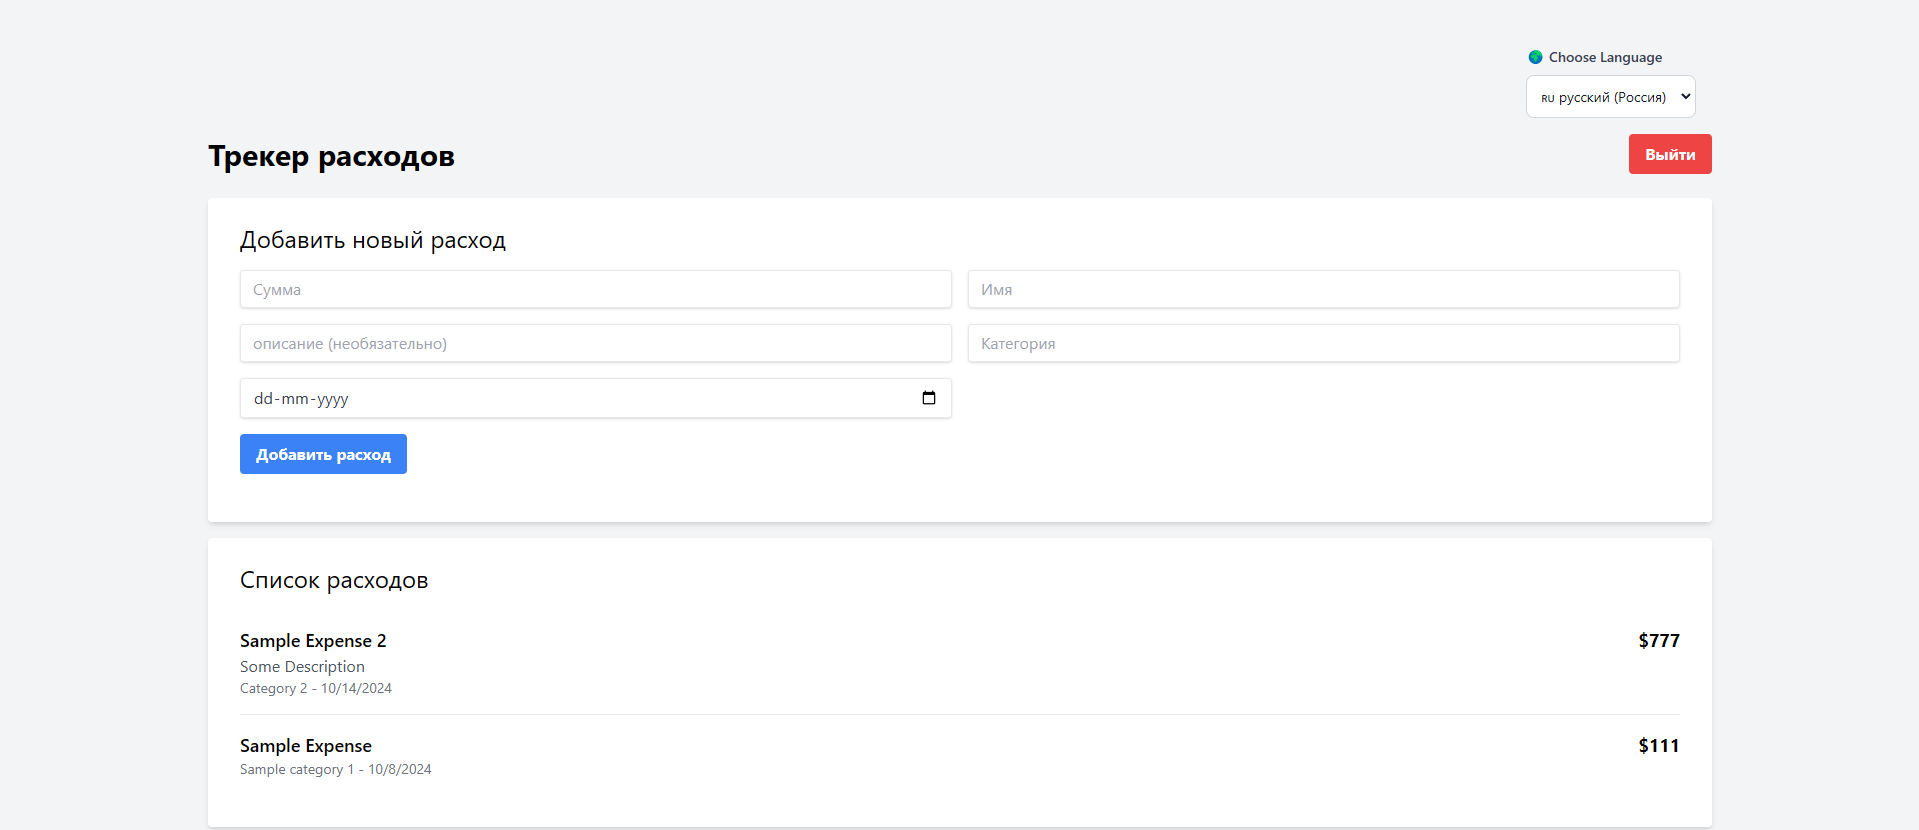 Choose Language
RU русский (Россия)
Трекер расходов
Выйти
Добавить новый расход
Сумма
Имя
описание (необязательно)
Категория
dd-mm-yyyy
Добавить расход
Список расходов
Sample Expense 2
$777
Some Description
Category 2 - 10/14/2024
Sample Expense
$111
Sample category 1 - 10/8/2024